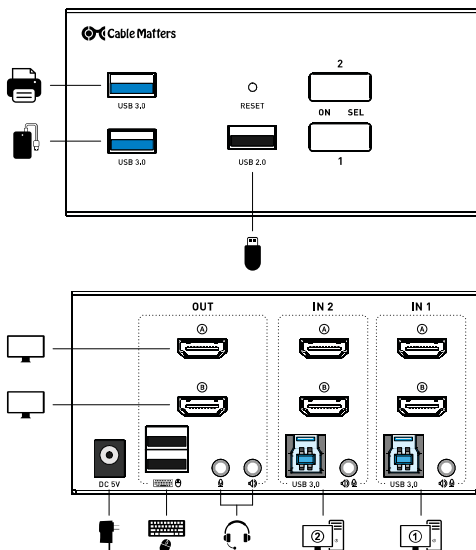 Cable Matters
2
USB 3.0
RESET
ON SEL
USB 3.0
USB 2.0
1
OUT
IN 2
IN 1
A
A
A
B
B
B
DC 5V
USB 3.0
USB 3.0
2
1